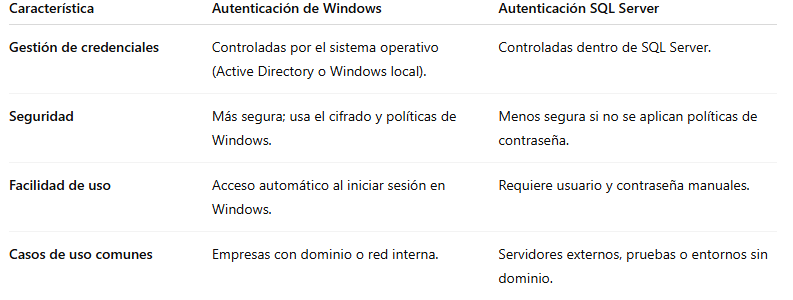 Característica Autenticación de Windows Autenticación SQL Server
Gestión de credenciales Controladas por el sistema operativo Controladas dentro de SQL Server.
(Active Directory o Windows local).
Seguridad Más segura; usa el cifrado y políticas de Menos segura si no se aplican políticas de
Windows. contraseña.
Facilidad de uso Acceso automático al iniciar sesión en Requiere usuario y contraseña manuales.
Windows.
Casos de uso comunes Empresas con dominio o red interna. Servidores externos, pruebas o entornos sin
dominio.